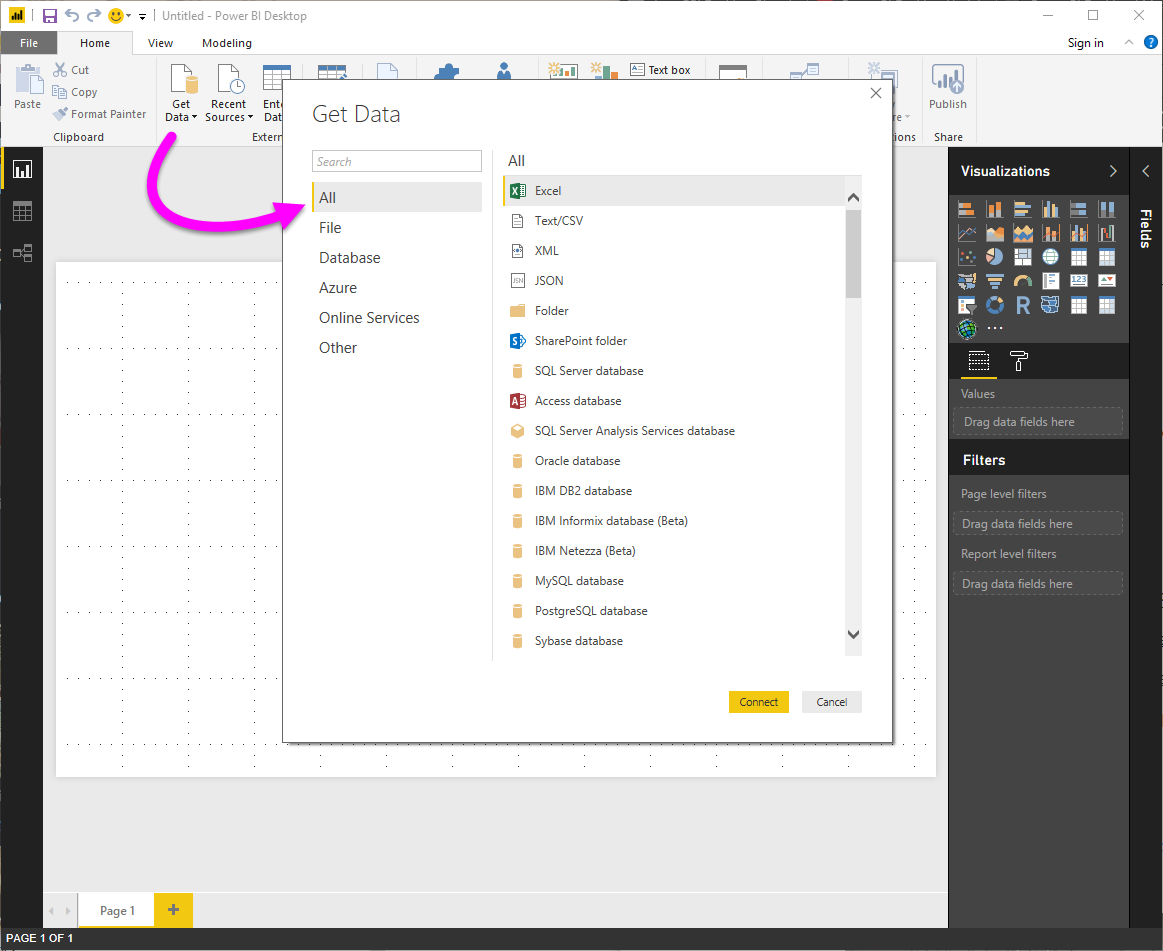 Untitled - Power BI Desktop
File Home View Modeling Sign in ?
Paste
Cut
Copy
Format Painter
Clipboard
Get
Data
Recent
Sources
Text box
Publish
Share
Get Data
Search
All
File
Database
Azure
Online Services
Other
All
Excel
Text/CSV
XML
JSON
Folder
SharePoint folder
SQL Server database
Access database
SQL Server Analysis Services database
Oracle database
IBM DB2 database
IBM Informix database (Beta)
IBM Netezza (Beta)
MySQL database
PostgreSQL database
Sybase database
Connect Cancel
Visualizations
Fields
123
R
Values
Drag data fields here
Filters
Page level filters
Drag data fields here
Report level filters
Drag data fields here
Page 1 +
PAGE 1 OF 1